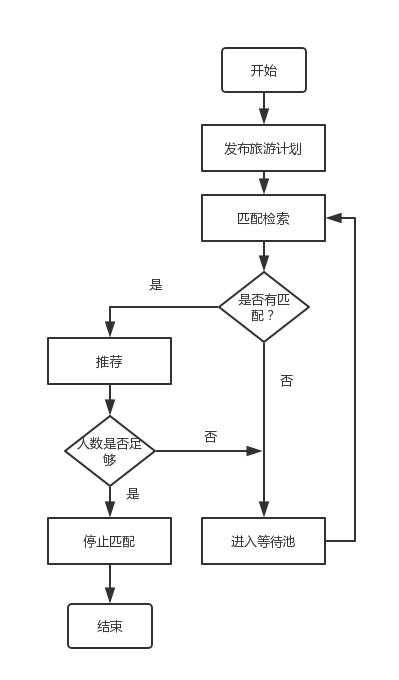 开始
发布旅游计划
匹配检索
是
是否有匹
配？
推荐
否
人数是否足
够
否
是
停止匹配
进入等待池
结束